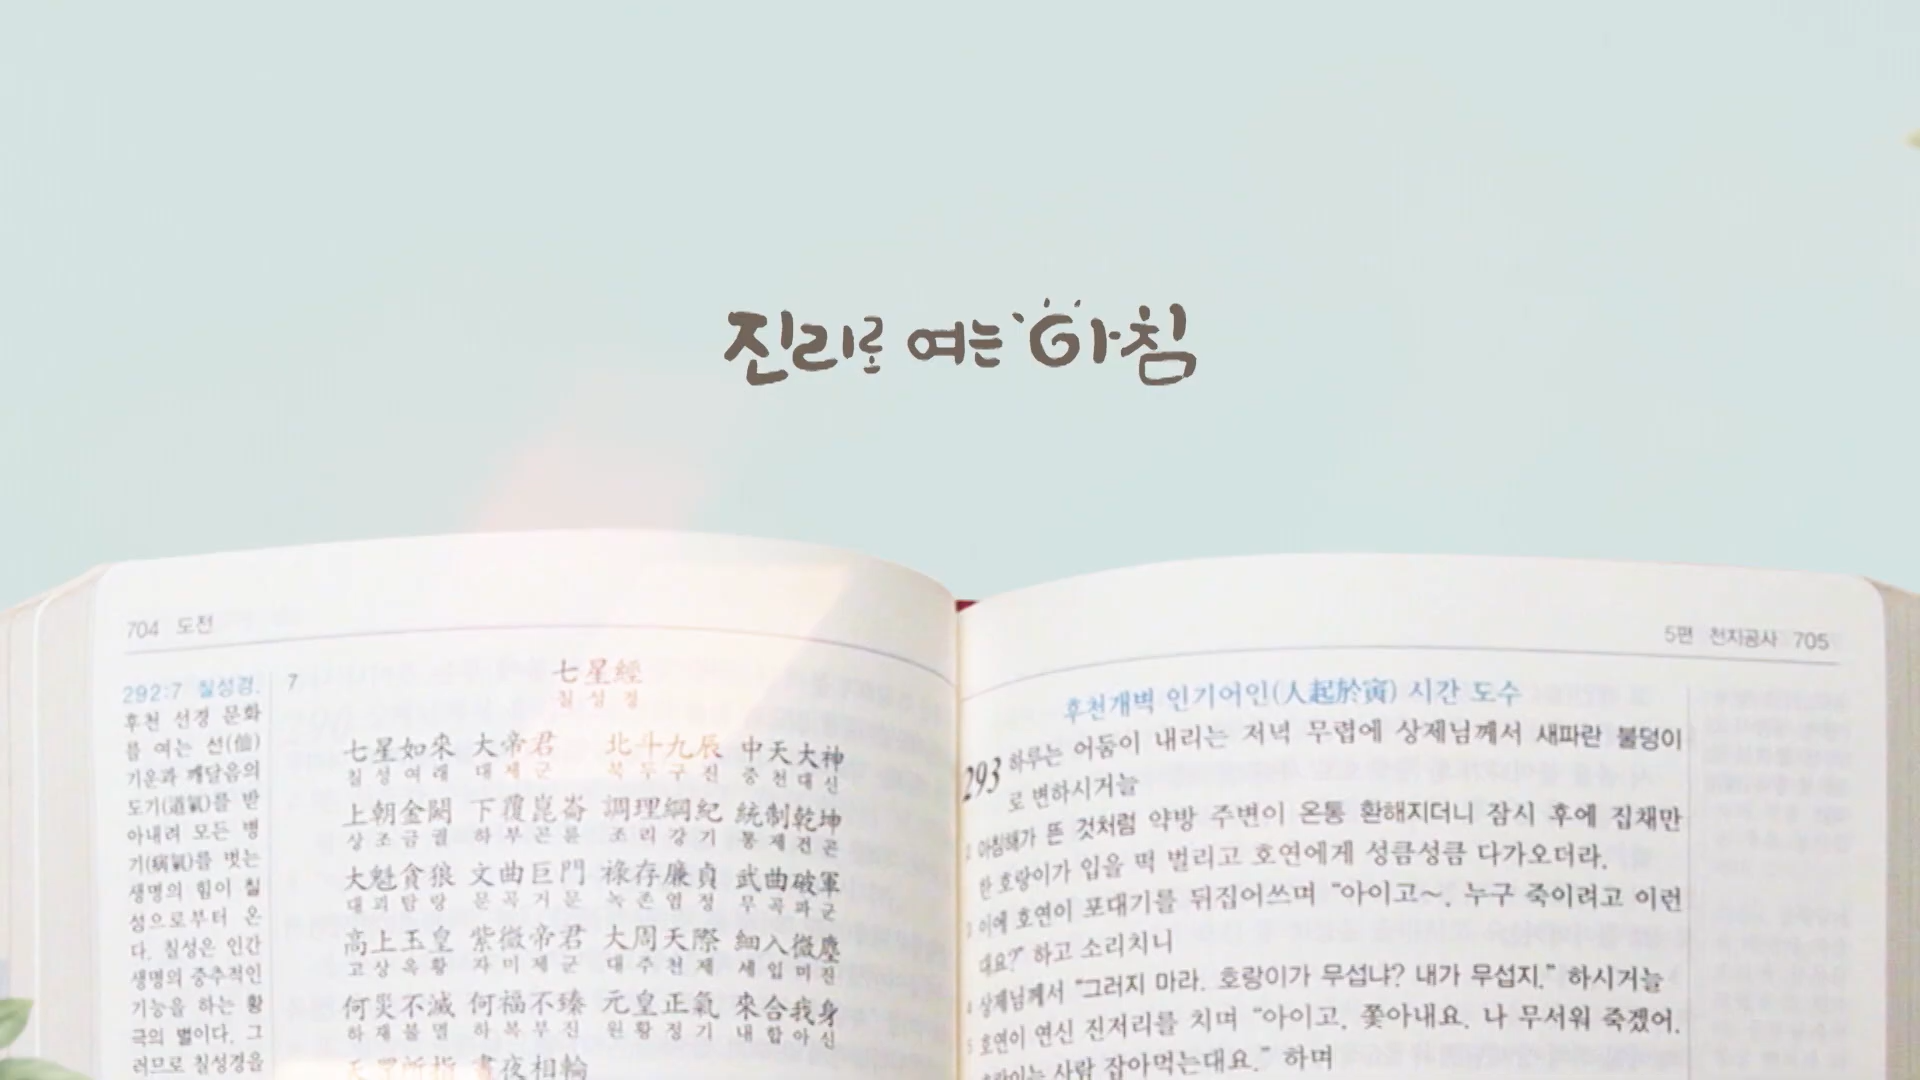 진리로 여는 아침
704 도전
292:7 칠성경.
후천 선경 문화
를 여는 선(仙)
기운과 깨달음의
도기(道氣)를 받
아내려 모든 병
기(病氣)를 벗는
생명의 힘이 칠
성으로부터 온
다. 칠성은 인간
생명의 중추적인
기능을 하는 황
극의 별이다. 그
러므로 칠성경을
7
七星經
칠성경
七星如來 大帝君 北斗九辰 中天大神
칠성여래 대제군 북두구진 중천대신
上朝金闕 下覆崑崙 調理綱紀 統制乾坤
상조금궐 하부곤륜 조리강기 통제건곤
大魁貪狼 文曲巨門 祿存廉貞 武曲破軍
대괴탐랑 문곡거문 녹존염정 무곡파군
高上玉皇 紫微帝君 大周天際 細入微塵
고상옥황 자미제군 대주천제 세입미진
何災不滅 何福不臻 元皇正氣 來合我身
하재불멸 하복부진 원황정기 내합아신
天罡所指 晝夜相輪
5편 천지공사 705
후천개벽 인기어인(人起於寅) 시간 도수
293 하루는 어둠이 내리는 저녁 무렵에 상제님께서 새파란 불덩이
로 변하시거늘
2 아침해가 뜬 것처럼 약방 주변이 온통 환해지더니 잠시 후에 집채만
한 호랑이가 입을 떡 벌리고 호연에게 성큼성큼 다가오더라.
3 이에 호연이 포대기를 뒤집어쓰며 “아이고~, 누구 죽이려고 이런
대요?” 하고 소리치니
4 상제님께서 “그러지 마라. 호랑이가 무섭냐? 내가 무섭지.” 하시거늘
5 호연이 연신 진저리를 치며 “아이고, 쫓아내요. 나 무서워 죽겠어.
호랑이는 사람 잡아먹는대요.” 하며